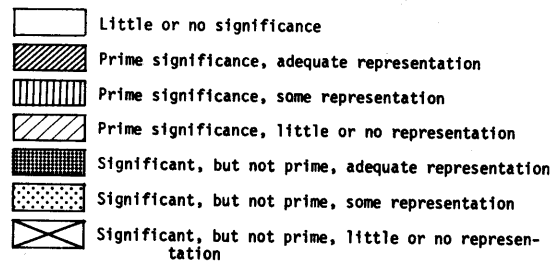 Little or no significance
Prime significance, adequate representation
Prime significance, some representation
Prime significance, little or no representation
Significant, but not prime, adequate representation
Significant, but not prime, some representation
Significant, but not prime, little or no represen-
tation